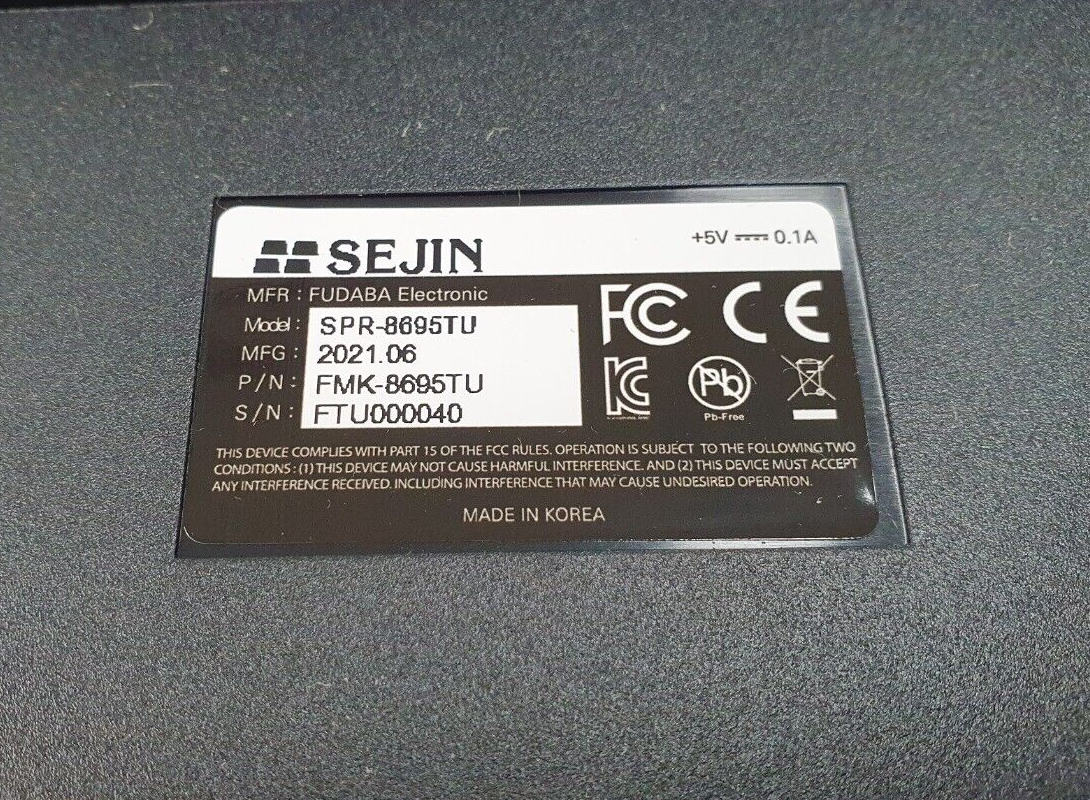 SEJIN
+5V ⎓ 0.1A
MFR : FUDABA Electronic
Model : SPR-8695TU
MFG : 2021.06
P/N : FMK-8695TU
S/N : FTU000040
FC CE
KC Pb
Pb-Free
THIS DEVICE COMPLIES WITH PART 15 OF THE FCC RULES. OPERATION IS SUBJECT TO THE FOLLOWING TWO
CONDITIONS : (1) THIS DEVICE MAY NOT CAUSE HARMFUL INTERFERENCE. AND (2) THIS DEVICE MUST ACCEPT
ANY INTERFERENCE RECEIVED. INCLUDING INTERFERENCE THAT MAY CAUSE UNDESIRED OPERATION.
MADE IN KOREA